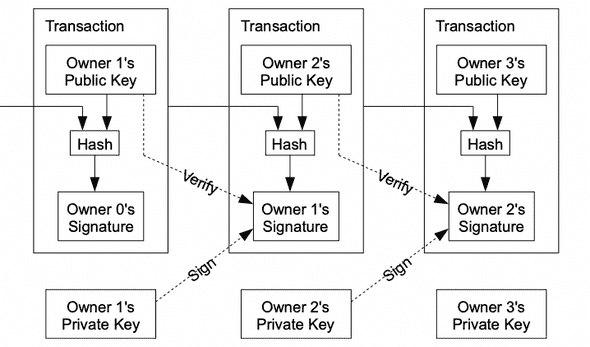 Transaction
Owner 1's
Public Key
Hash
Owner 0's
Signature
Transaction
Owner 2's
Public Key
Hash
Verify
Owner 1's
Signature
Transaction
Owner 3's
Public Key
Hash
Verify
Owner 2's
Signature
Sign
Sign
Owner 1's
Private Key
Owner 2's
Private Key
Owner 3's
Private Key